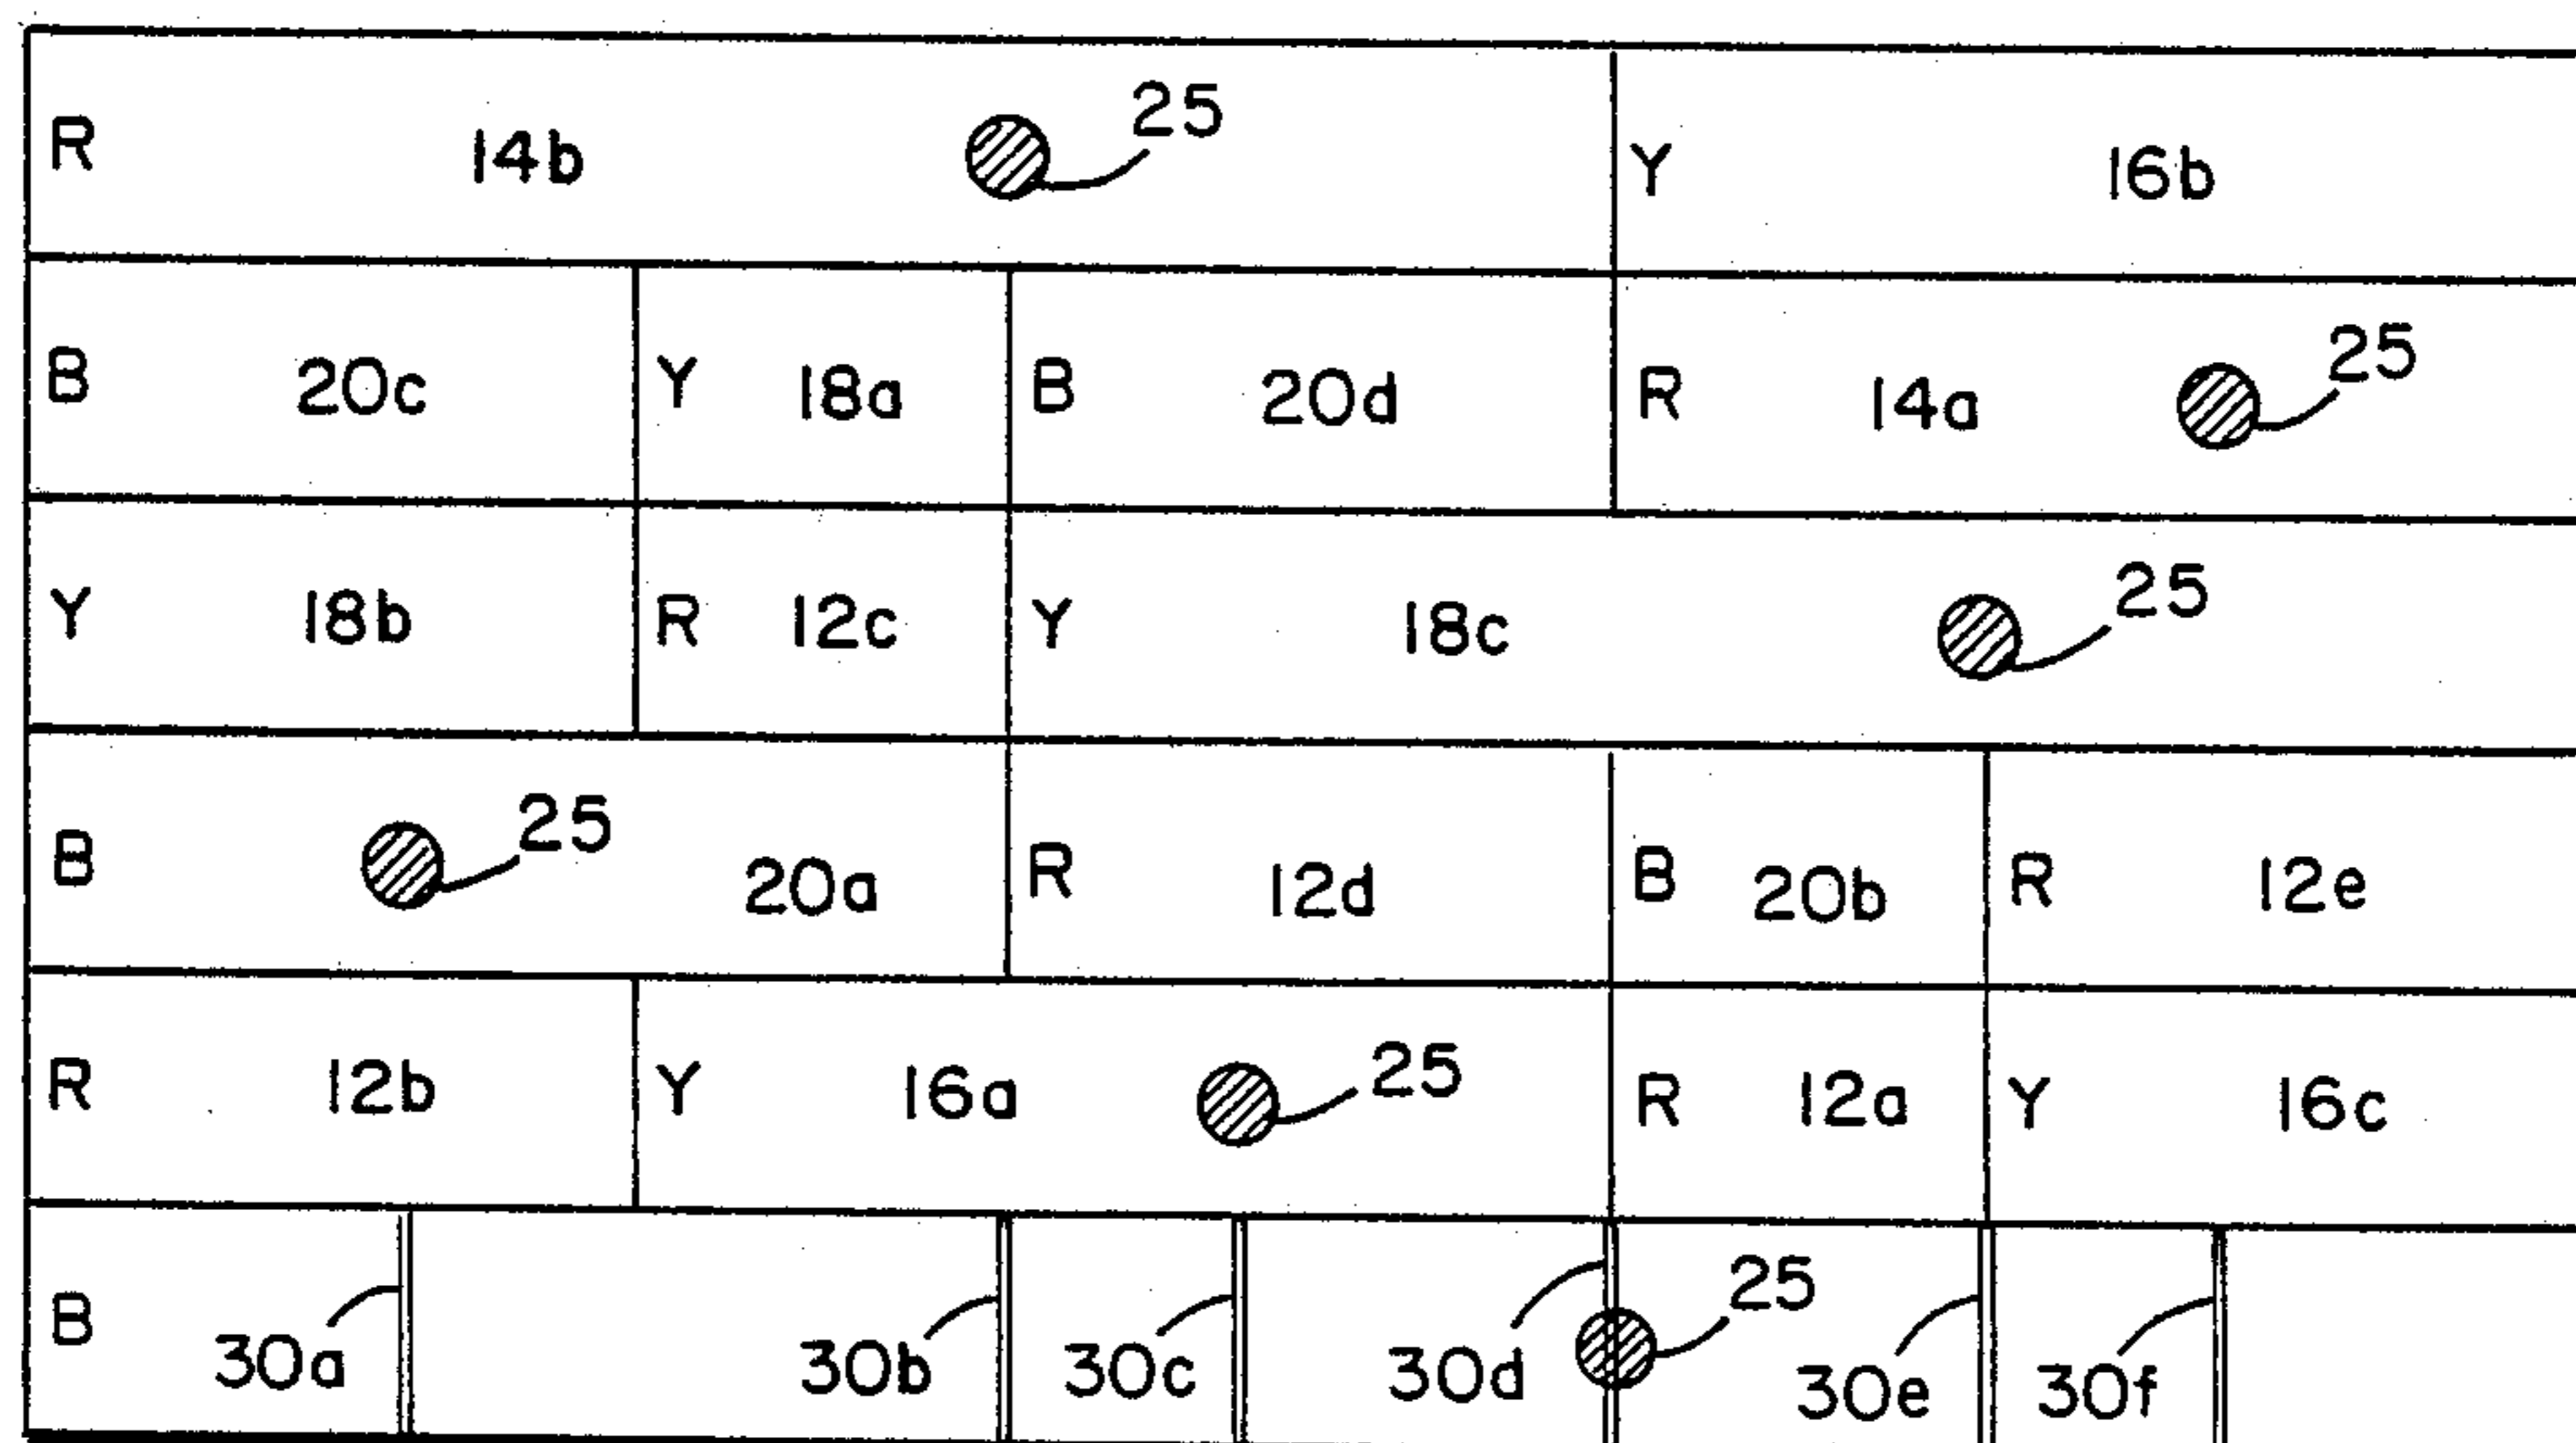 R 14b 25 Y 16b
B 20c Y 18a B 20d R 14a 25
Y 18b R 12c Y 18c 25
B 25 20a R 12d B 20b R 12e
R 12b Y 16a 25 R 12a Y 16c
B 30a 30b 30c 30d 25 30e 30f